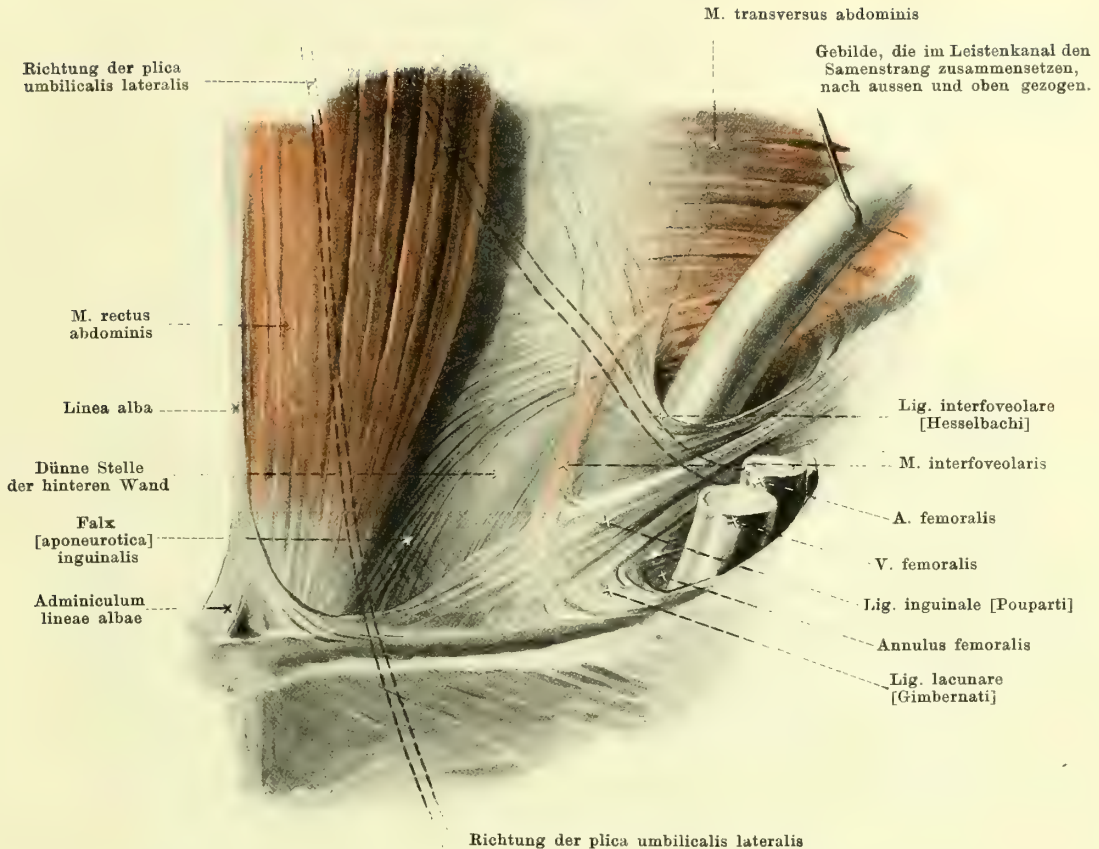 M. transversus abdominis
Richtung der plica
umbilicalis lateralis
Gebilde, die im Leistenkanal den
Samenstrang zusammensetzen,
nach aussen und oben gezogen.
M. rectus
abdominis
Linea alba
Dünne Stelle
der hinteren Wand
Falx
[aponeurotica]
inguinalis
Adminiculum
lineae albae
Lig. interfoveolare
[Hesselbachi]
M. interfoveolaris
A. femoralis
V. femoralis
Lig. inguinale [Pouparti]
Annulus femoralis
Lig. lacunare
[Gimbernati]
Richtung der plica umbilicalis lateralis